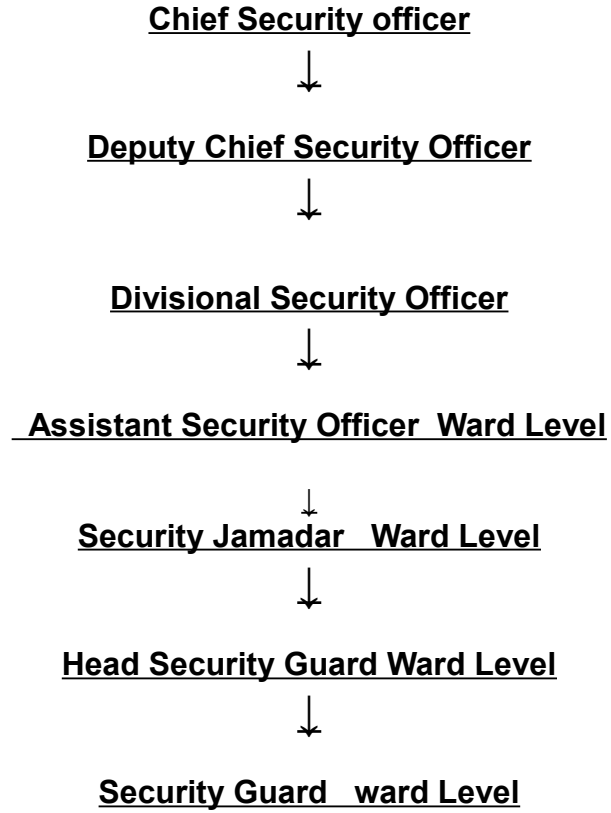 Chief Security officer
↓
Deputy Chief Security Officer
↓
Divisional Security Officer
↓
Assistant Security Officer  Ward Level
↓
Security Jamadar   Ward Level
↓
Head Security Guard Ward Level
↓
Security Guard   ward Level